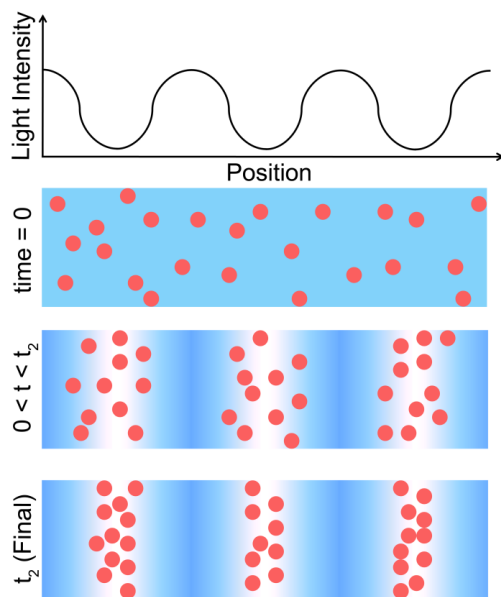 Light Intensity
Position
time = 0
0 < t < t₂
t₂ (Final)